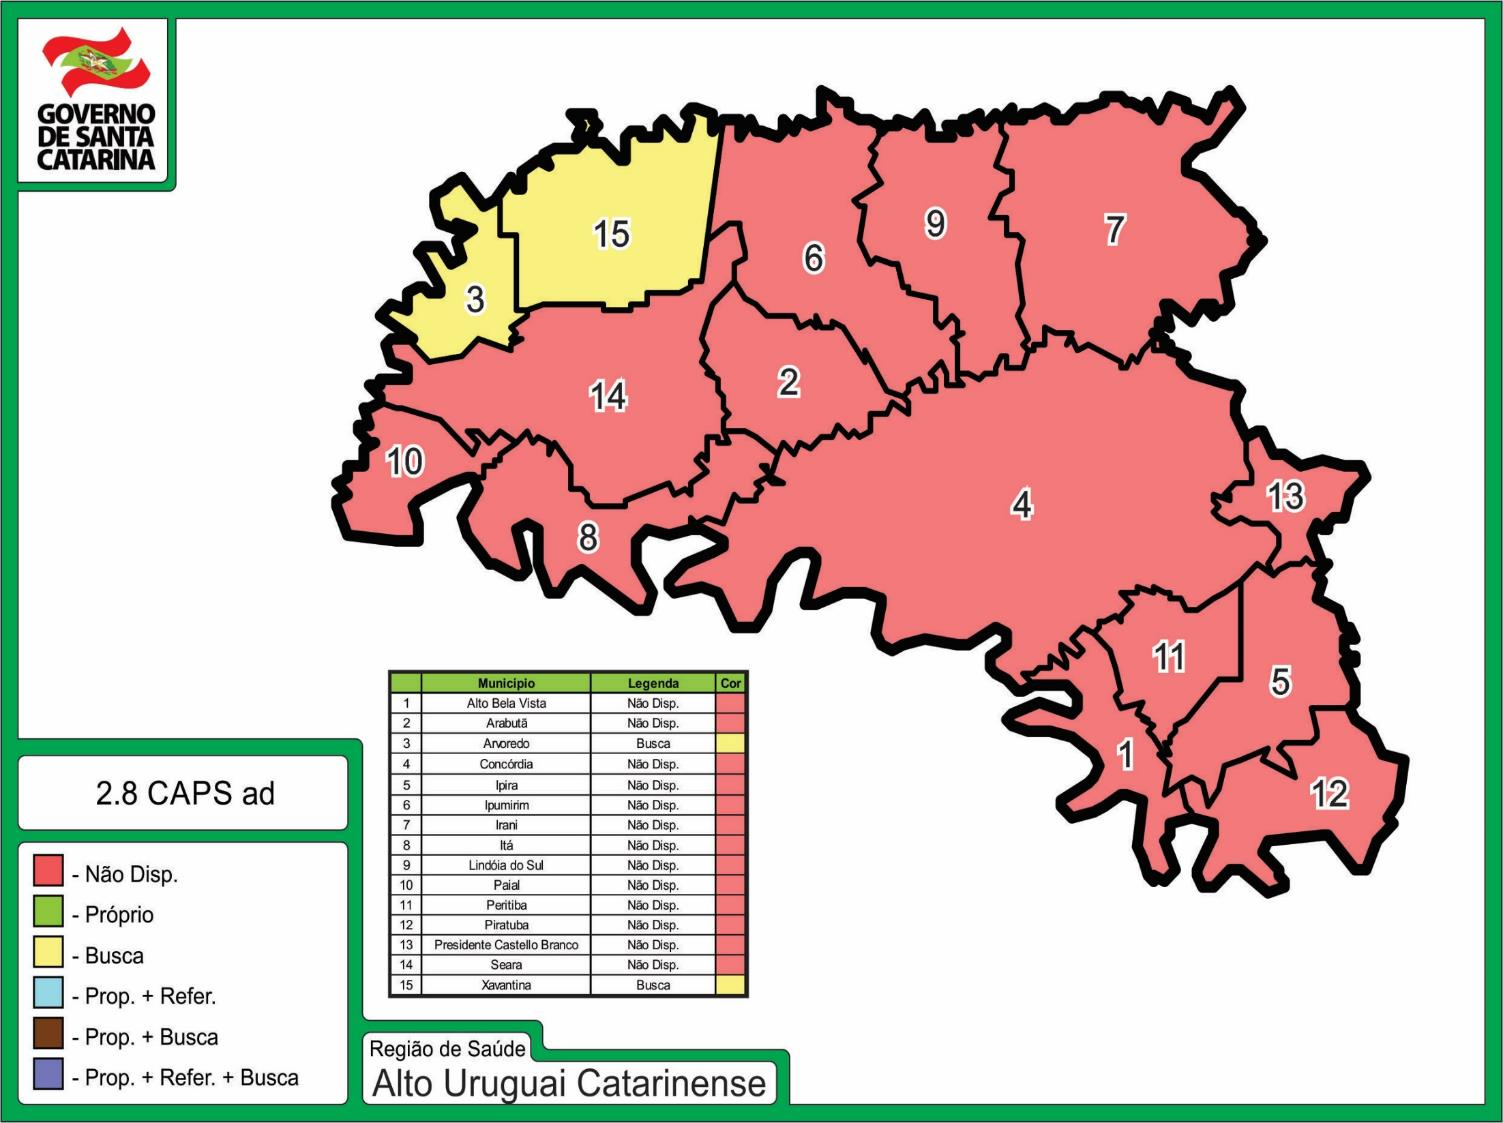 GOVERNO
DE SANTA
CATARINA
15
9
7
6
3
2
14
10
4
13
8
11
5
1
12
Município Legenda Cor
1 Alto Bela Vista Não Disp.
2 Arabutã Não Disp.
3 Arvoredo Busca
4 Concórdia Não Disp.
5 Ipira Não Disp.
6 Ipumirim Não Disp.
7 Irani Não Disp.
8 Itá Não Disp.
9 Lindóia do Sul Não Disp.
10 Paial Não Disp.
11 Peritiba Não Disp.
12 Piratuba Não Disp.
13 Presidente Castello Branco Não Disp.
14 Seara Não Disp.
15 Xavantina Busca
2.8 CAPS ad
- Não Disp.
- Próprio
- Busca
- Prop. + Refer.
- Prop. + Busca
- Prop. + Refer. + Busca
Região de Saúde
Alto Uruguai Catarinense